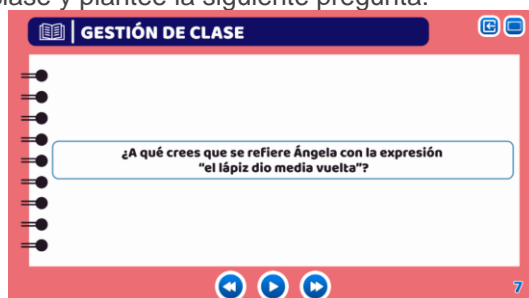 clase y plantee la siguiente pregunta:
GESTIÓN DE CLASE
¿A qué crees que se refiere Ángela con la expresión
“el lápiz dio media vuelta”?
7